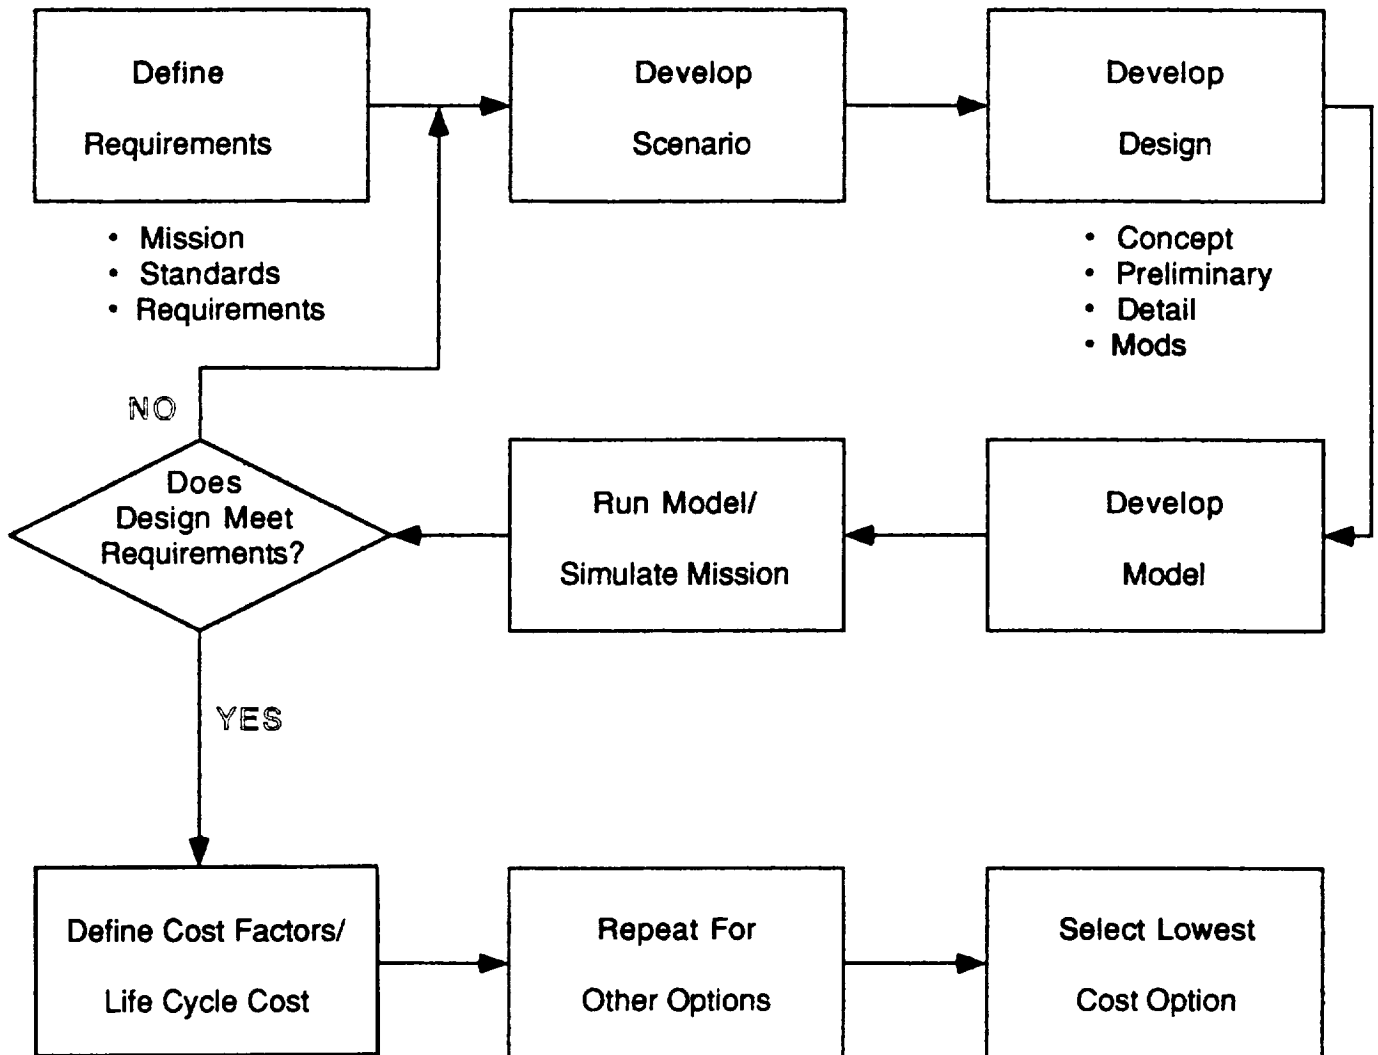 Define
Requirements
• Mission
• Standards
• Requirements
Develop
Scenario
Develop
Design
• Concept
• Preliminary
• Detail
• Mods
Develop
Model
Run Model/
Simulate Mission
Does
Design Meet
Requirements?
NO
YES
Define Cost Factors/
Life Cycle Cost
Repeat For
Other Options
Select Lowest
Cost Option